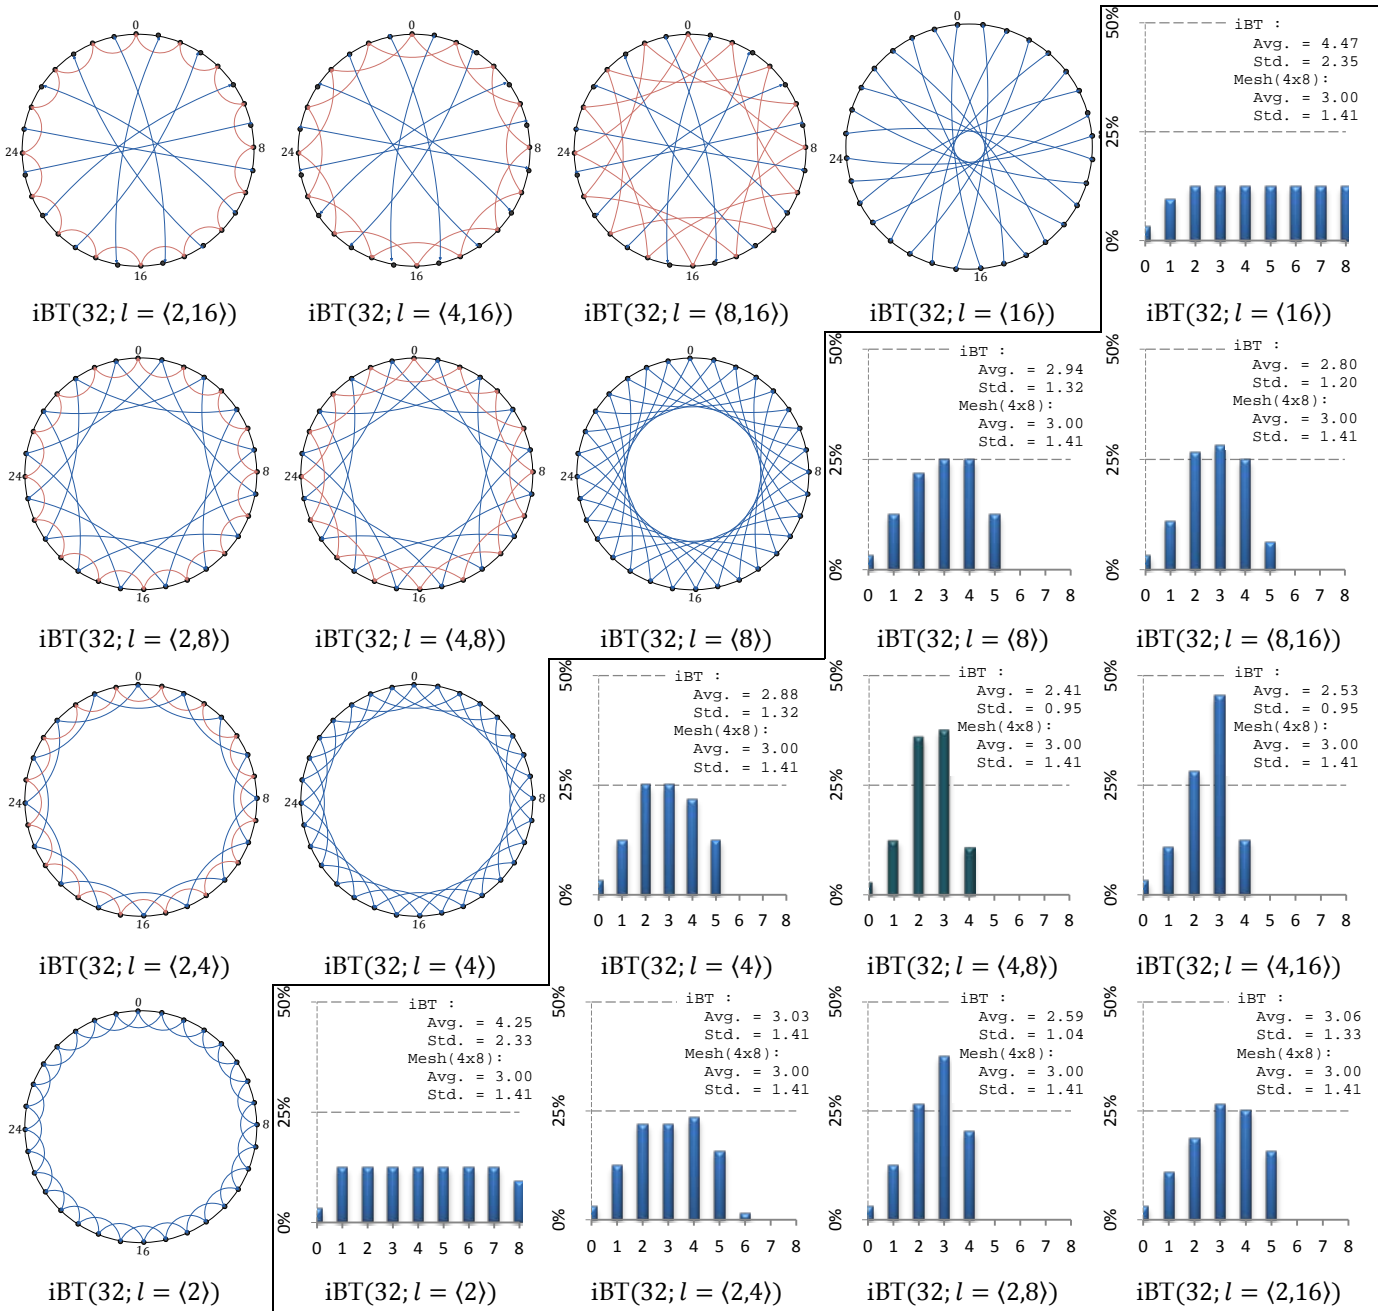 0
8
16
24
iBT(32; l = ⟨2,16⟩)
0
8
16
24
iBT(32; l = ⟨4,16⟩)
0
8
16
24
iBT(32; l = ⟨8,16⟩)
0
8
16
24
iBT(32; l = ⟨16⟩)
50%
25%
0%
iBT :
Avg. = 4.47
Std. = 2.35
Mesh(4x8):
Avg. = 3.00
Std. = 1.41
0 1 2 3 4 5 6 7 8
iBT(32; l = ⟨16⟩)
0
8
16
24
iBT(32; l = ⟨2,8⟩)
0
8
16
24
iBT(32; l = ⟨4,8⟩)
0
8
16
24
iBT(32; l = ⟨8⟩)
50%
25%
0%
iBT :
Avg. = 2.94
Std. = 1.32
Mesh(4x8):
Avg. = 3.00
Std. = 1.41
0 1 2 3 4 5 6 7 8
iBT(32; l = ⟨8⟩)
50%
25%
0%
iBT :
Avg. = 2.80
Std. = 1.20
Mesh(4x8):
Avg. = 3.00
Std. = 1.41
0 1 2 3 4 5 6 7 8
iBT(32; l = ⟨8,16⟩)
0
8
16
24
iBT(32; l = ⟨2,4⟩)
0
8
16
24
iBT(32; l = ⟨4⟩)
50%
25%
0%
iBT :
Avg. = 2.88
Std. = 1.32
Mesh(4x8):
Avg. = 3.00
Std. = 1.41
0 1 2 3 4 5 6 7 8
iBT(32; l = ⟨4⟩)
50%
25%
0%
iBT :
Avg. = 2.41
Std. = 0.95
Mesh(4x8):
Avg. = 3.00
Std. = 1.41
0 1 2 3 4 5 6 7 8
iBT(32; l = ⟨4,8⟩)
50%
25%
0%
iBT :
Avg. = 2.53
Std. = 0.95
Mesh(4x8):
Avg. = 3.00
Std. = 1.41
0 1 2 3 4 5 6 7 8
iBT(32; l = ⟨4,16⟩)
0
8
16
24
iBT(32; l = ⟨2⟩)
50%
25%
0%
iBT :
Avg. = 4.25
Std. = 2.33
Mesh(4x8):
Avg. = 3.00
Std. = 1.41
0 1 2 3 4 5 6 7 8
iBT(32; l = ⟨2⟩)
50%
25%
0%
iBT :
Avg. = 3.03
Std. = 1.41
Mesh(4x8):
Avg. = 3.00
Std. = 1.41
0 1 2 3 4 5 6 7 8
iBT(32; l = ⟨2,4⟩)
50%
25%
0%
iBT :
Avg. = 2.59
Std. = 1.04
Mesh(4x8):
Avg. = 3.00
Std. = 1.41
0 1 2 3 4 5 6 7 8
iBT(32; l = ⟨2,8⟩)
50%
25%
0%
iBT :
Avg. = 3.06
Std. = 1.33
Mesh(4x8):
Avg. = 3.00
Std. = 1.41
0 1 2 3 4 5 6 7 8
iBT(32; l = ⟨2,16⟩)